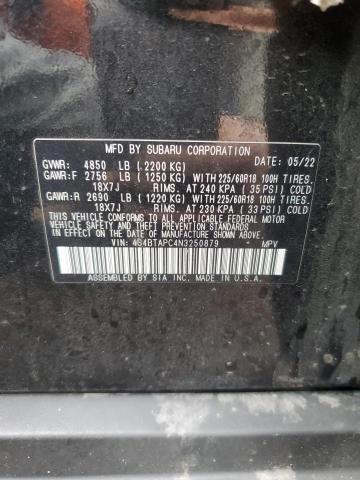 MFD BY SUBARU CORPORATION DATE: 05/22
GVWR: 4850 LB (2200 KG)
GAWR:F 2756 LB (1250 KG) WITH 225/60R18 100H TIRES.
18X7J RIMS. AT 240 KPA (35 PSI) COLD
GAWR:R 2690 LB (1220 KG) WITH 225/60R18 100H TIRES.
18X7J RIMS. AT 230 KPA (33 PSI) COLD
THIS VEHICLE CONFORMS TO ALL APPLICABLE FEDERAL MOTOR
VEHICLE SAFETY AND THEFT PREVENTION STANDARDS IN EFFECT
ON THE DATE OF MANUFACTURE SHOWN ABOVE.
VIN: 4S4BTAPC4N3250879 MPV
ASSEMBLED BY SIA INC. MADE IN U.S.A.